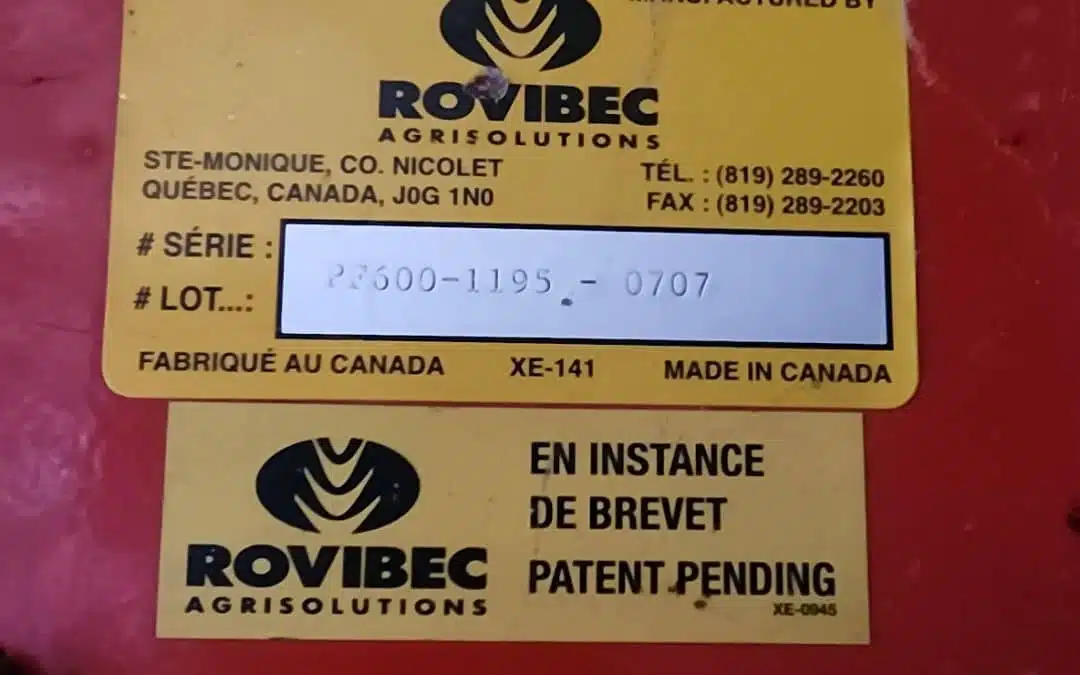 MANUFACTURED BY
ROVIBEC
AGRISOLUTIONS
STE-MONIQUE, CO. NICOLET
QUÉBEC, CANADA, J0G 1N0
TÉL. : (819) 289-2260
FAX : (819) 289-2203
# SÉRIE :
# LOT...:
0707
FABRIQUÉ AU CANADA XE-141 MADE IN CANADA
ROVIBEC
AGRISOLUTIONS
EN INSTANCE
DE BREVET
PATENT PENDING
XE-0945